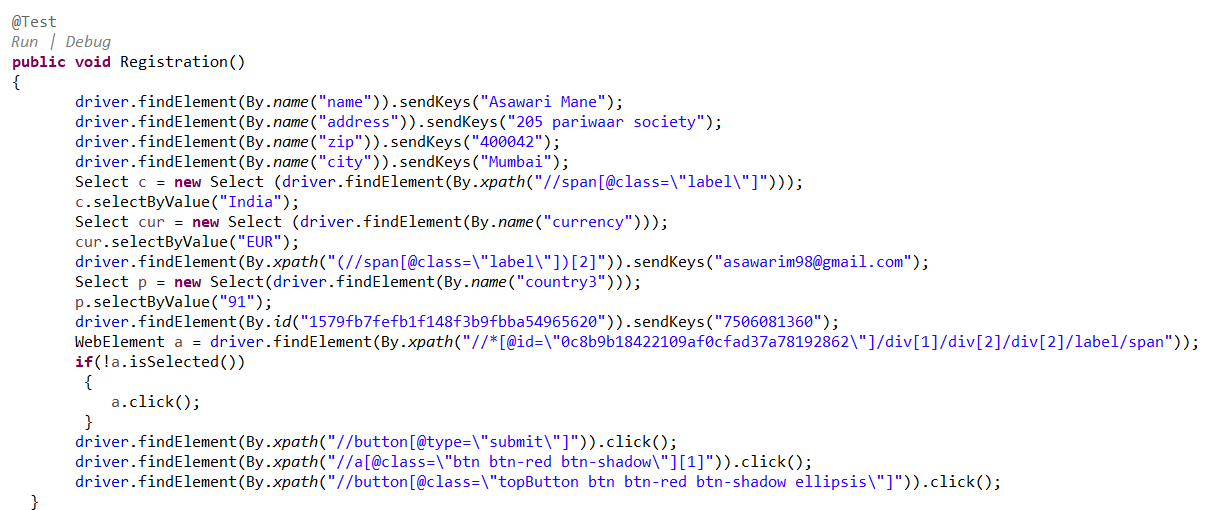 @Test
Run | Debug
public void Registration()
{
driver.findElement(By.name("name")).sendKeys("Asawari Mane");
driver.findElement(By.name("address")).sendKeys("205 pariwaar society");
driver.findElement(By.name("zip")).sendKeys("400042");
driver.findElement(By.name("city")).sendKeys("Mumbai");
Select c = new Select (driver.findElement(By.xpath("//span[@class=\"label\"]")));
c.selectByValue("India");
Select cur = new Select (driver.findElement(By.name("currency")));
cur.selectByValue("EUR");
driver.findElement(By.xpath("(//span[@class=\"label\"])[2]")).sendKeys("asawarim98@gmail.com");
Select p = new Select(driver.findElement(By.name("country3")));
p.selectByValue("91");
driver.findElement(By.id("1579fb7fefb1f148f3b9fbba54965620")).sendKeys("7506081360");
WebElement a = driver.findElement(By.xpath("//*[@id=\"0c8b9b18422109af0cfad37a78192862\"]/div[1]/div[2]/div[2]/label/span"));
if(!a.isSelected())
{
a.click();
}
driver.findElement(By.xpath("//button[@type=\"submit\"]")).click();
driver.findElement(By.xpath("//a[@class=\"btn btn-red btn-shadow\"][1]")).click();
driver.findElement(By.xpath("//button[@class=\"topButton btn btn-red btn-shadow ellipsis\"]")).click();
}